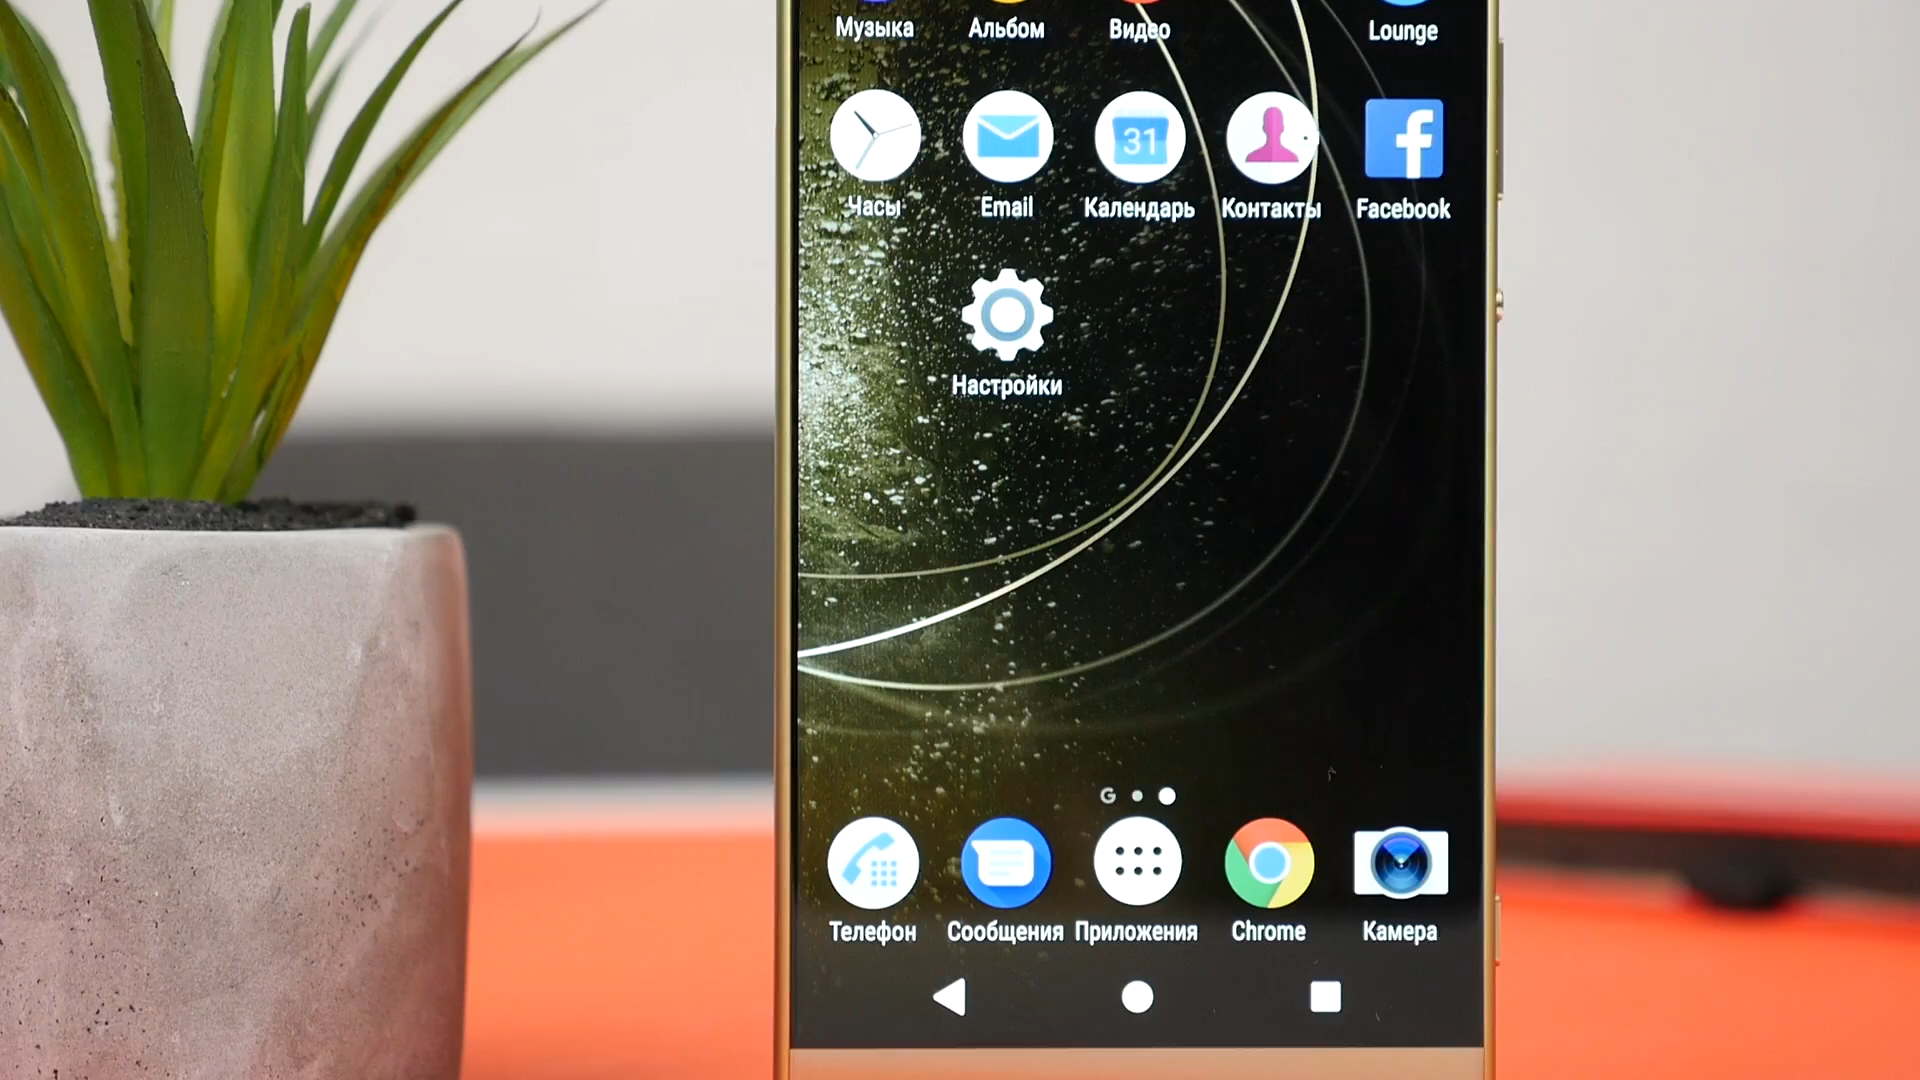 Музыка Альбом Видео Lounge
31
Часы Email Календарь Контакты Facebook
Настройки
G
Телефон Сообщения Приложения Chrome Камера